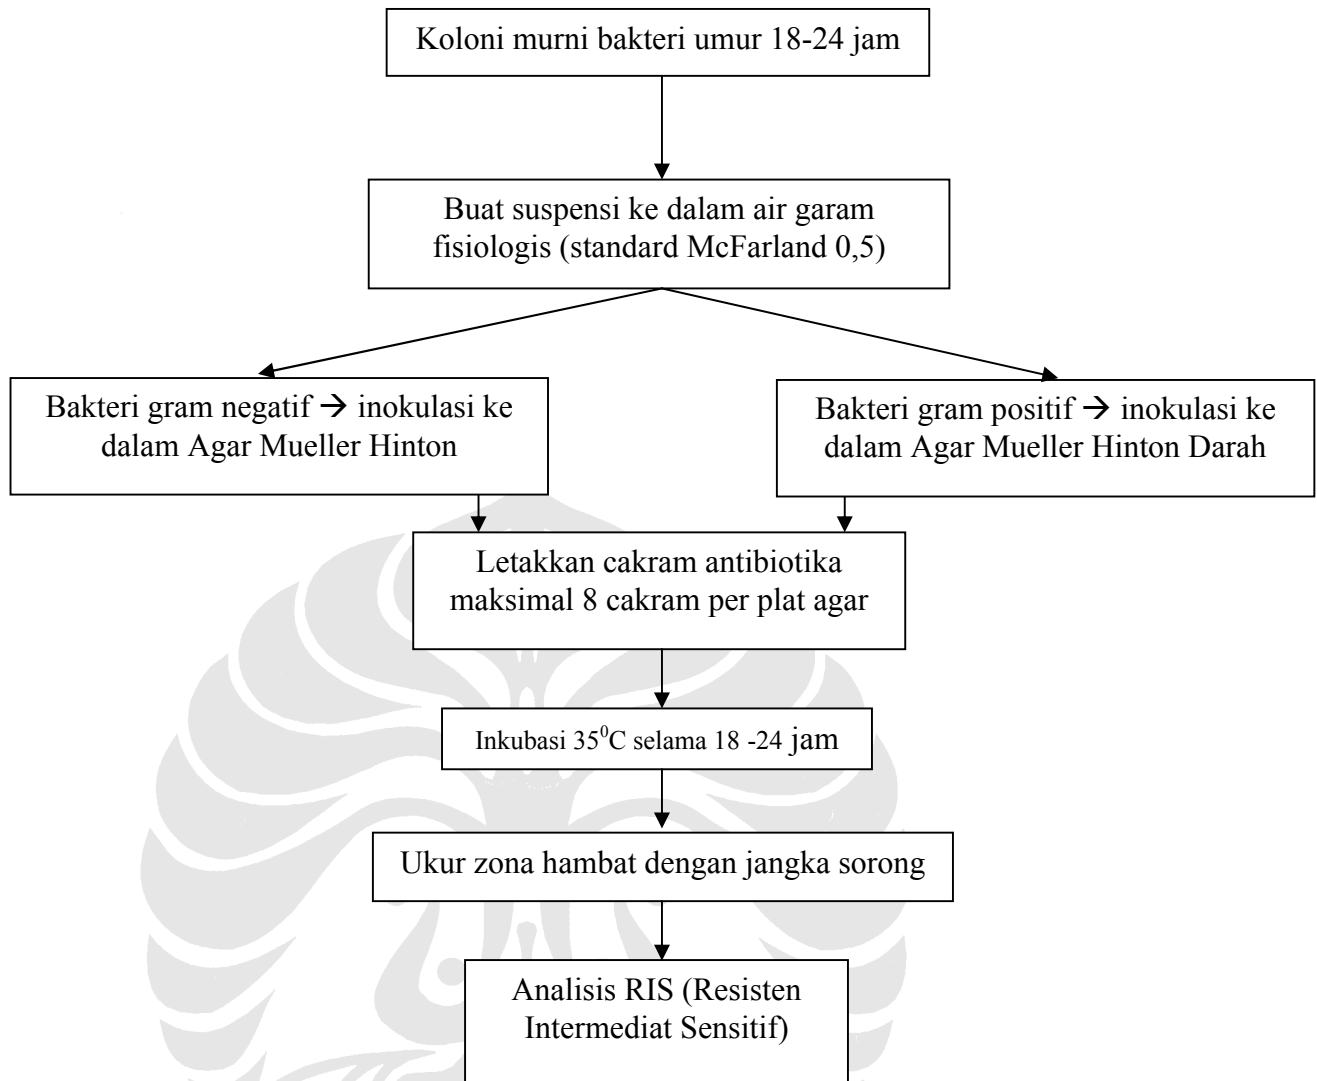 Koloni murni bakteri umur 18-24 jam
Buat suspensi ke dalam air garam
fisiologis (standard McFarland 0,5)
Bakteri gram negatif → inokulasi ke
dalam Agar Mueller Hinton
Bakteri gram positif → inokulasi ke
dalam Agar Mueller Hinton Darah
Letakkan cakram antibiotika
maksimal 8 cakram per plat agar
Inkubasi 35⁰C selama 18 -24 jam
Ukur zona hambat dengan jangka sorong
Analisis RIS (Resisten
Intermediat Sensitif)